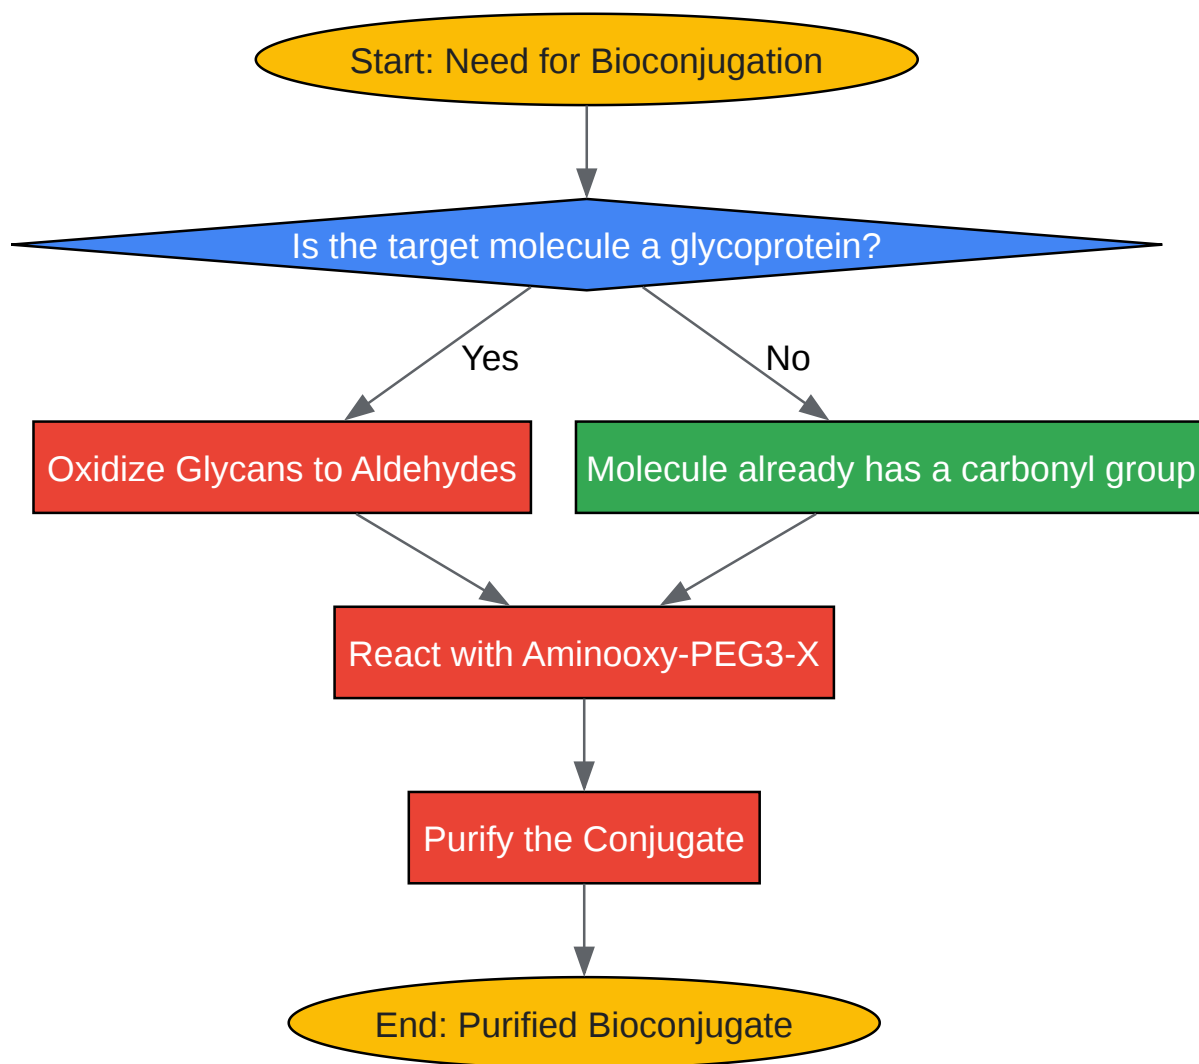 Start: Need for Bioconjugation
Is the target molecule a glycoprotein?
Yes
No
Oxidize Glycans to Aldehydes
Molecule already has a carbonyl group
React with Aminooxy-PEG3-X
Purify the Conjugate
End: Purified Bioconjugate